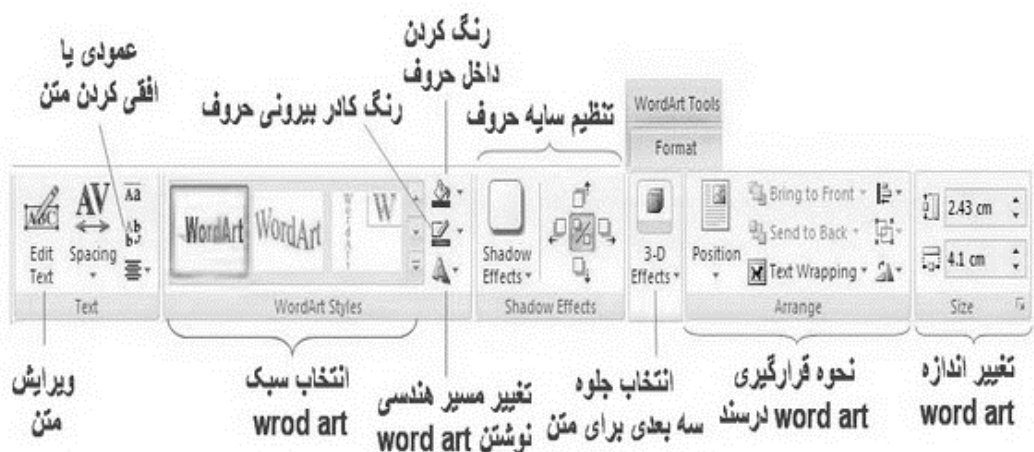 عمودی یا
افقی کردن متن
رنگ کردن
داخل حروف
رنگ کادر بیرونی حروف
تنظیم سایه حروف
WordArt Tools
Format
Edit
Text
AV
Spacing
Aa
Text
WordArt
WordArt
W
WordArt Styles
Shadow
Effects
Shadow Effects
3-D
Effects
Position
Bring to Front
Send to Back
Text Wrapping
Arrange
2.43 cm
4.1 cm
Size
ویرایش
متن
انتخاب سبک
wrod art
تغییر مسیر هندسی
نوشتن word art
انتخاب جلوه
سه بعدی برای متن
نحوه قرارگیری
word art درسند
تغییر اندازه
word art